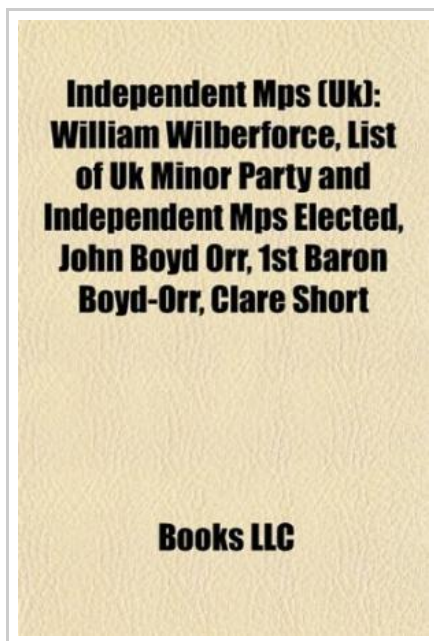 Independent Mps (Uk):
William Wilberforce, List
of Uk Minor Party and
Independent Mps Elected,
John Boyd Orr, 1st Baron
Boyd-Orr, Clare Short
Books LLC